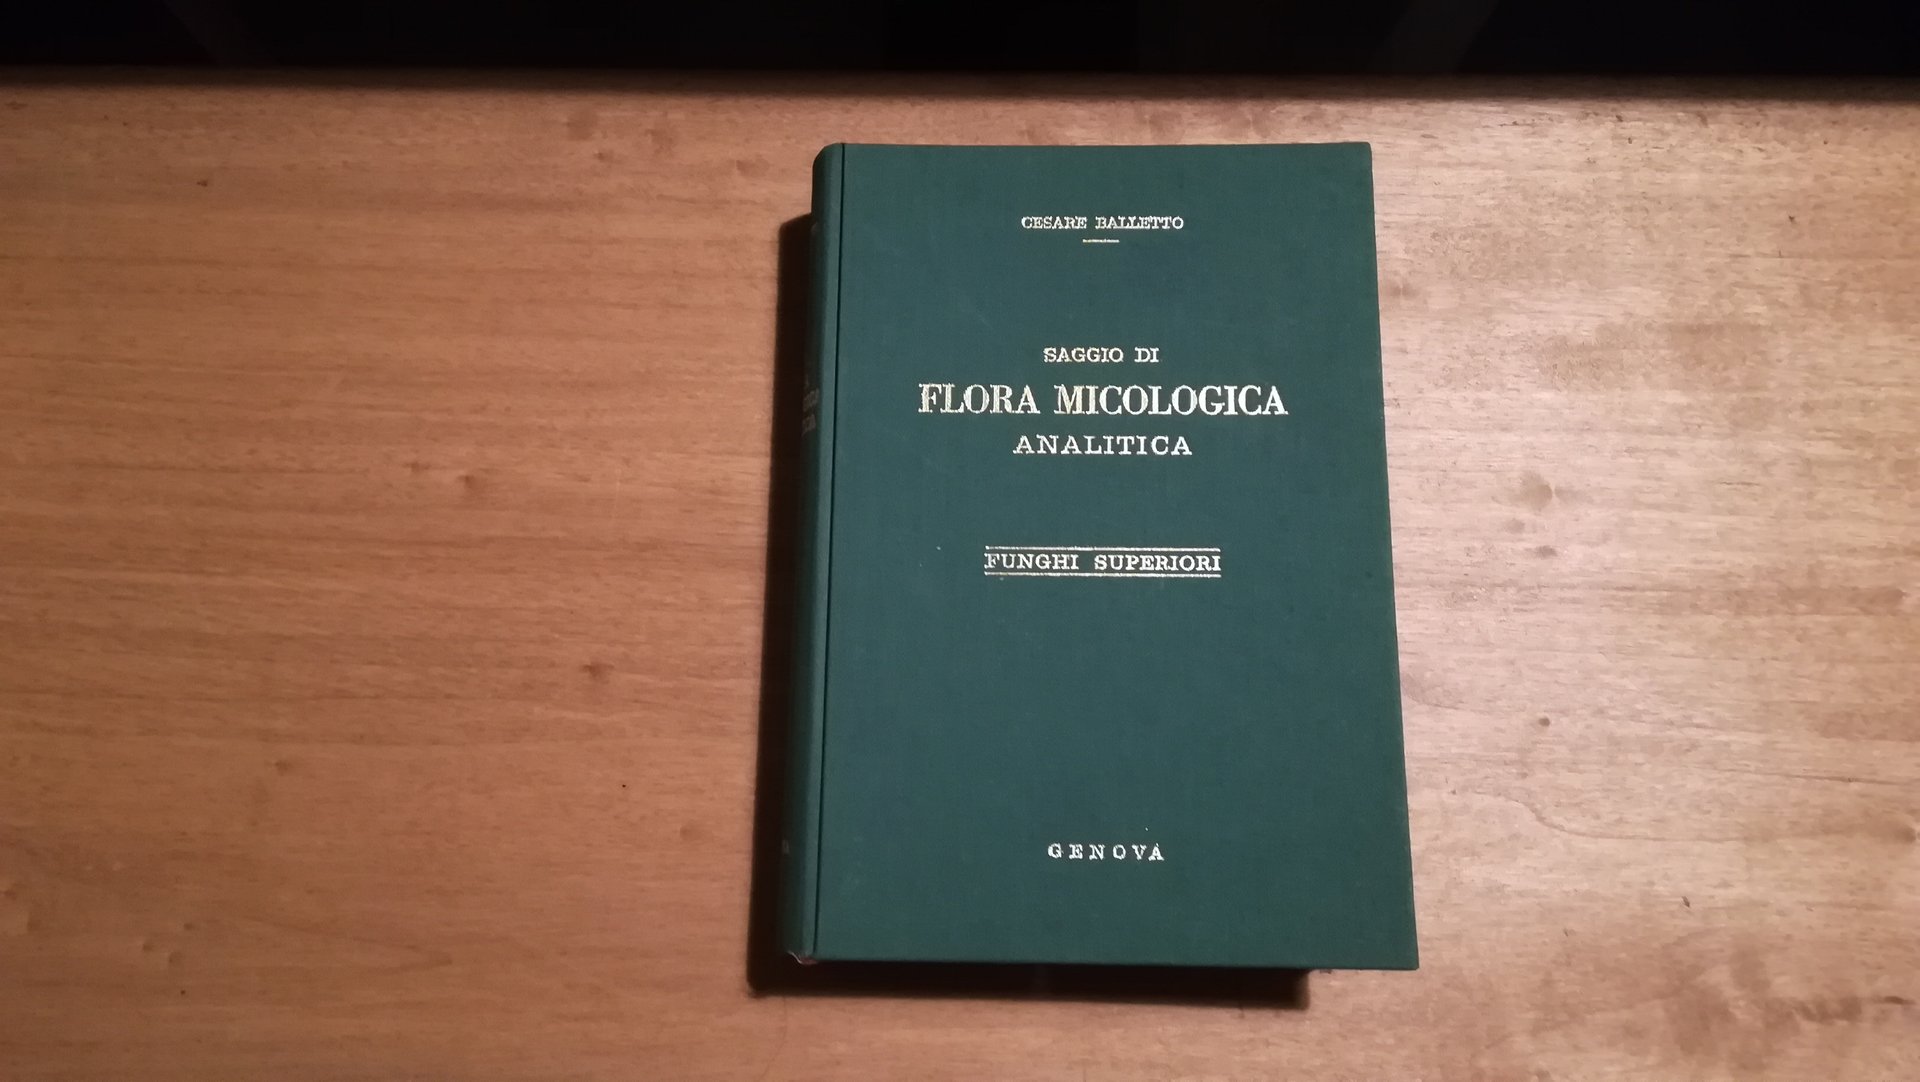 CESARE BALLETTO
SAGGIO DI
FLORA MICOLOGICA
ANALITICA
FUNGHI SUPERIORI
GENOVA